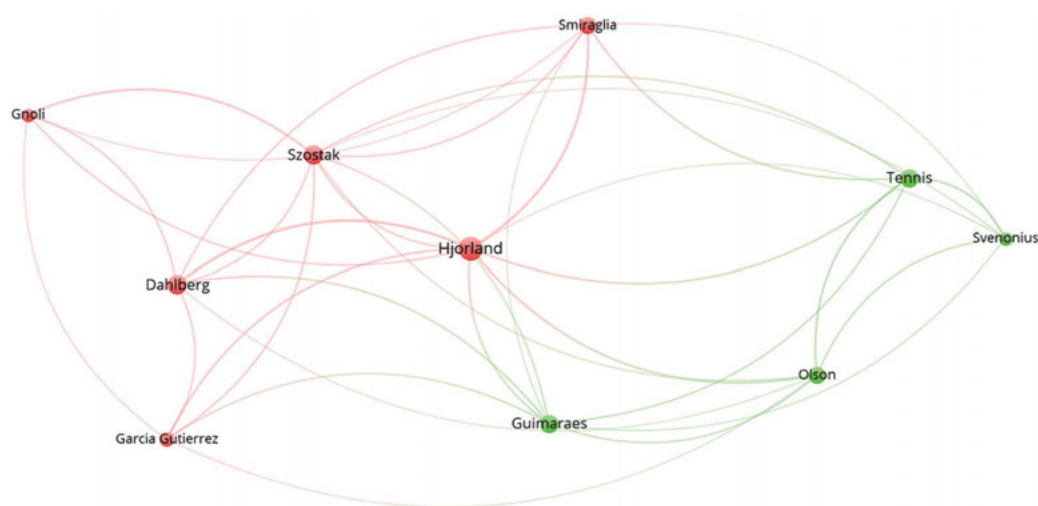 Smiraglia
Gnoli
Szostak
Tennis
Svenonius
Hjorland
Dahlberg
Olson
Guimaraes
Garcia Gutierrez